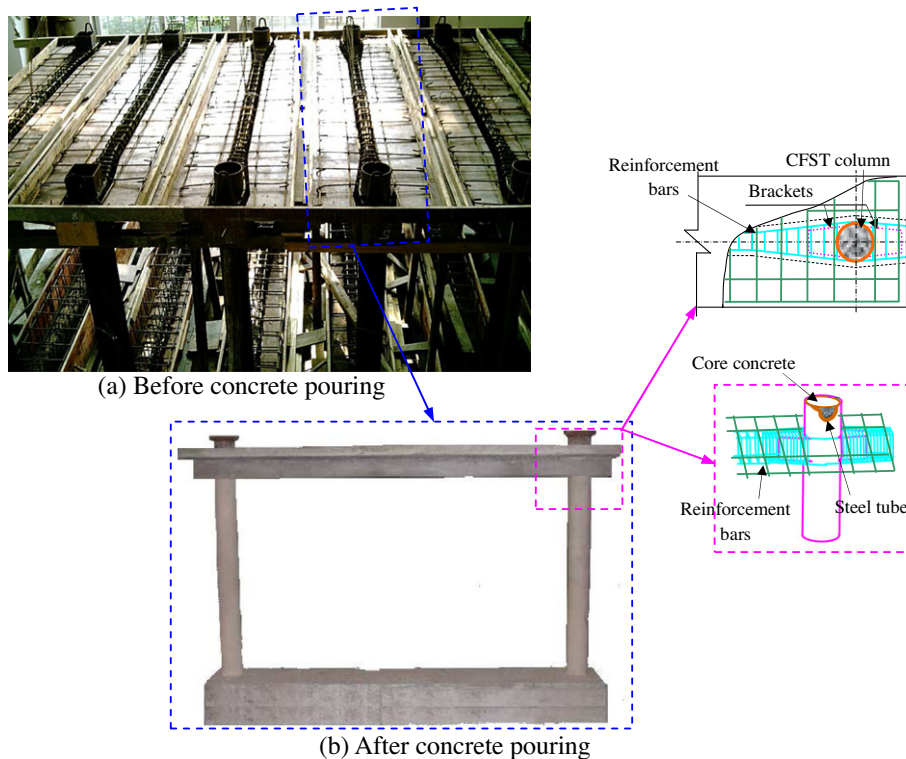 CFST column
Reinforcement
bars
Brackets
(a) Before concrete pouring
Core concrete
Reinforcement
bars
Steel tube
(b) After concrete pouring